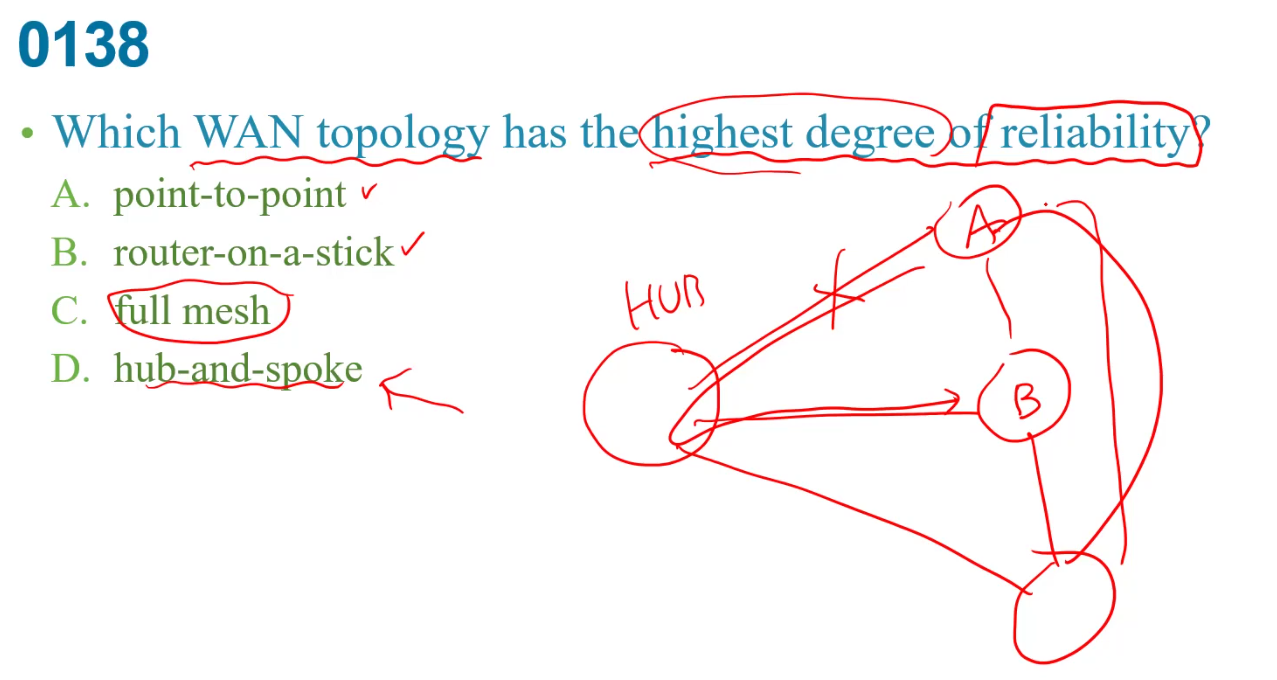 0138
• Which WAN topology has the highest degree of reliability?
A. point-to-point
B. router-on-a-stick
C. full mesh
D. hub-and-spoke
HUB
A
B